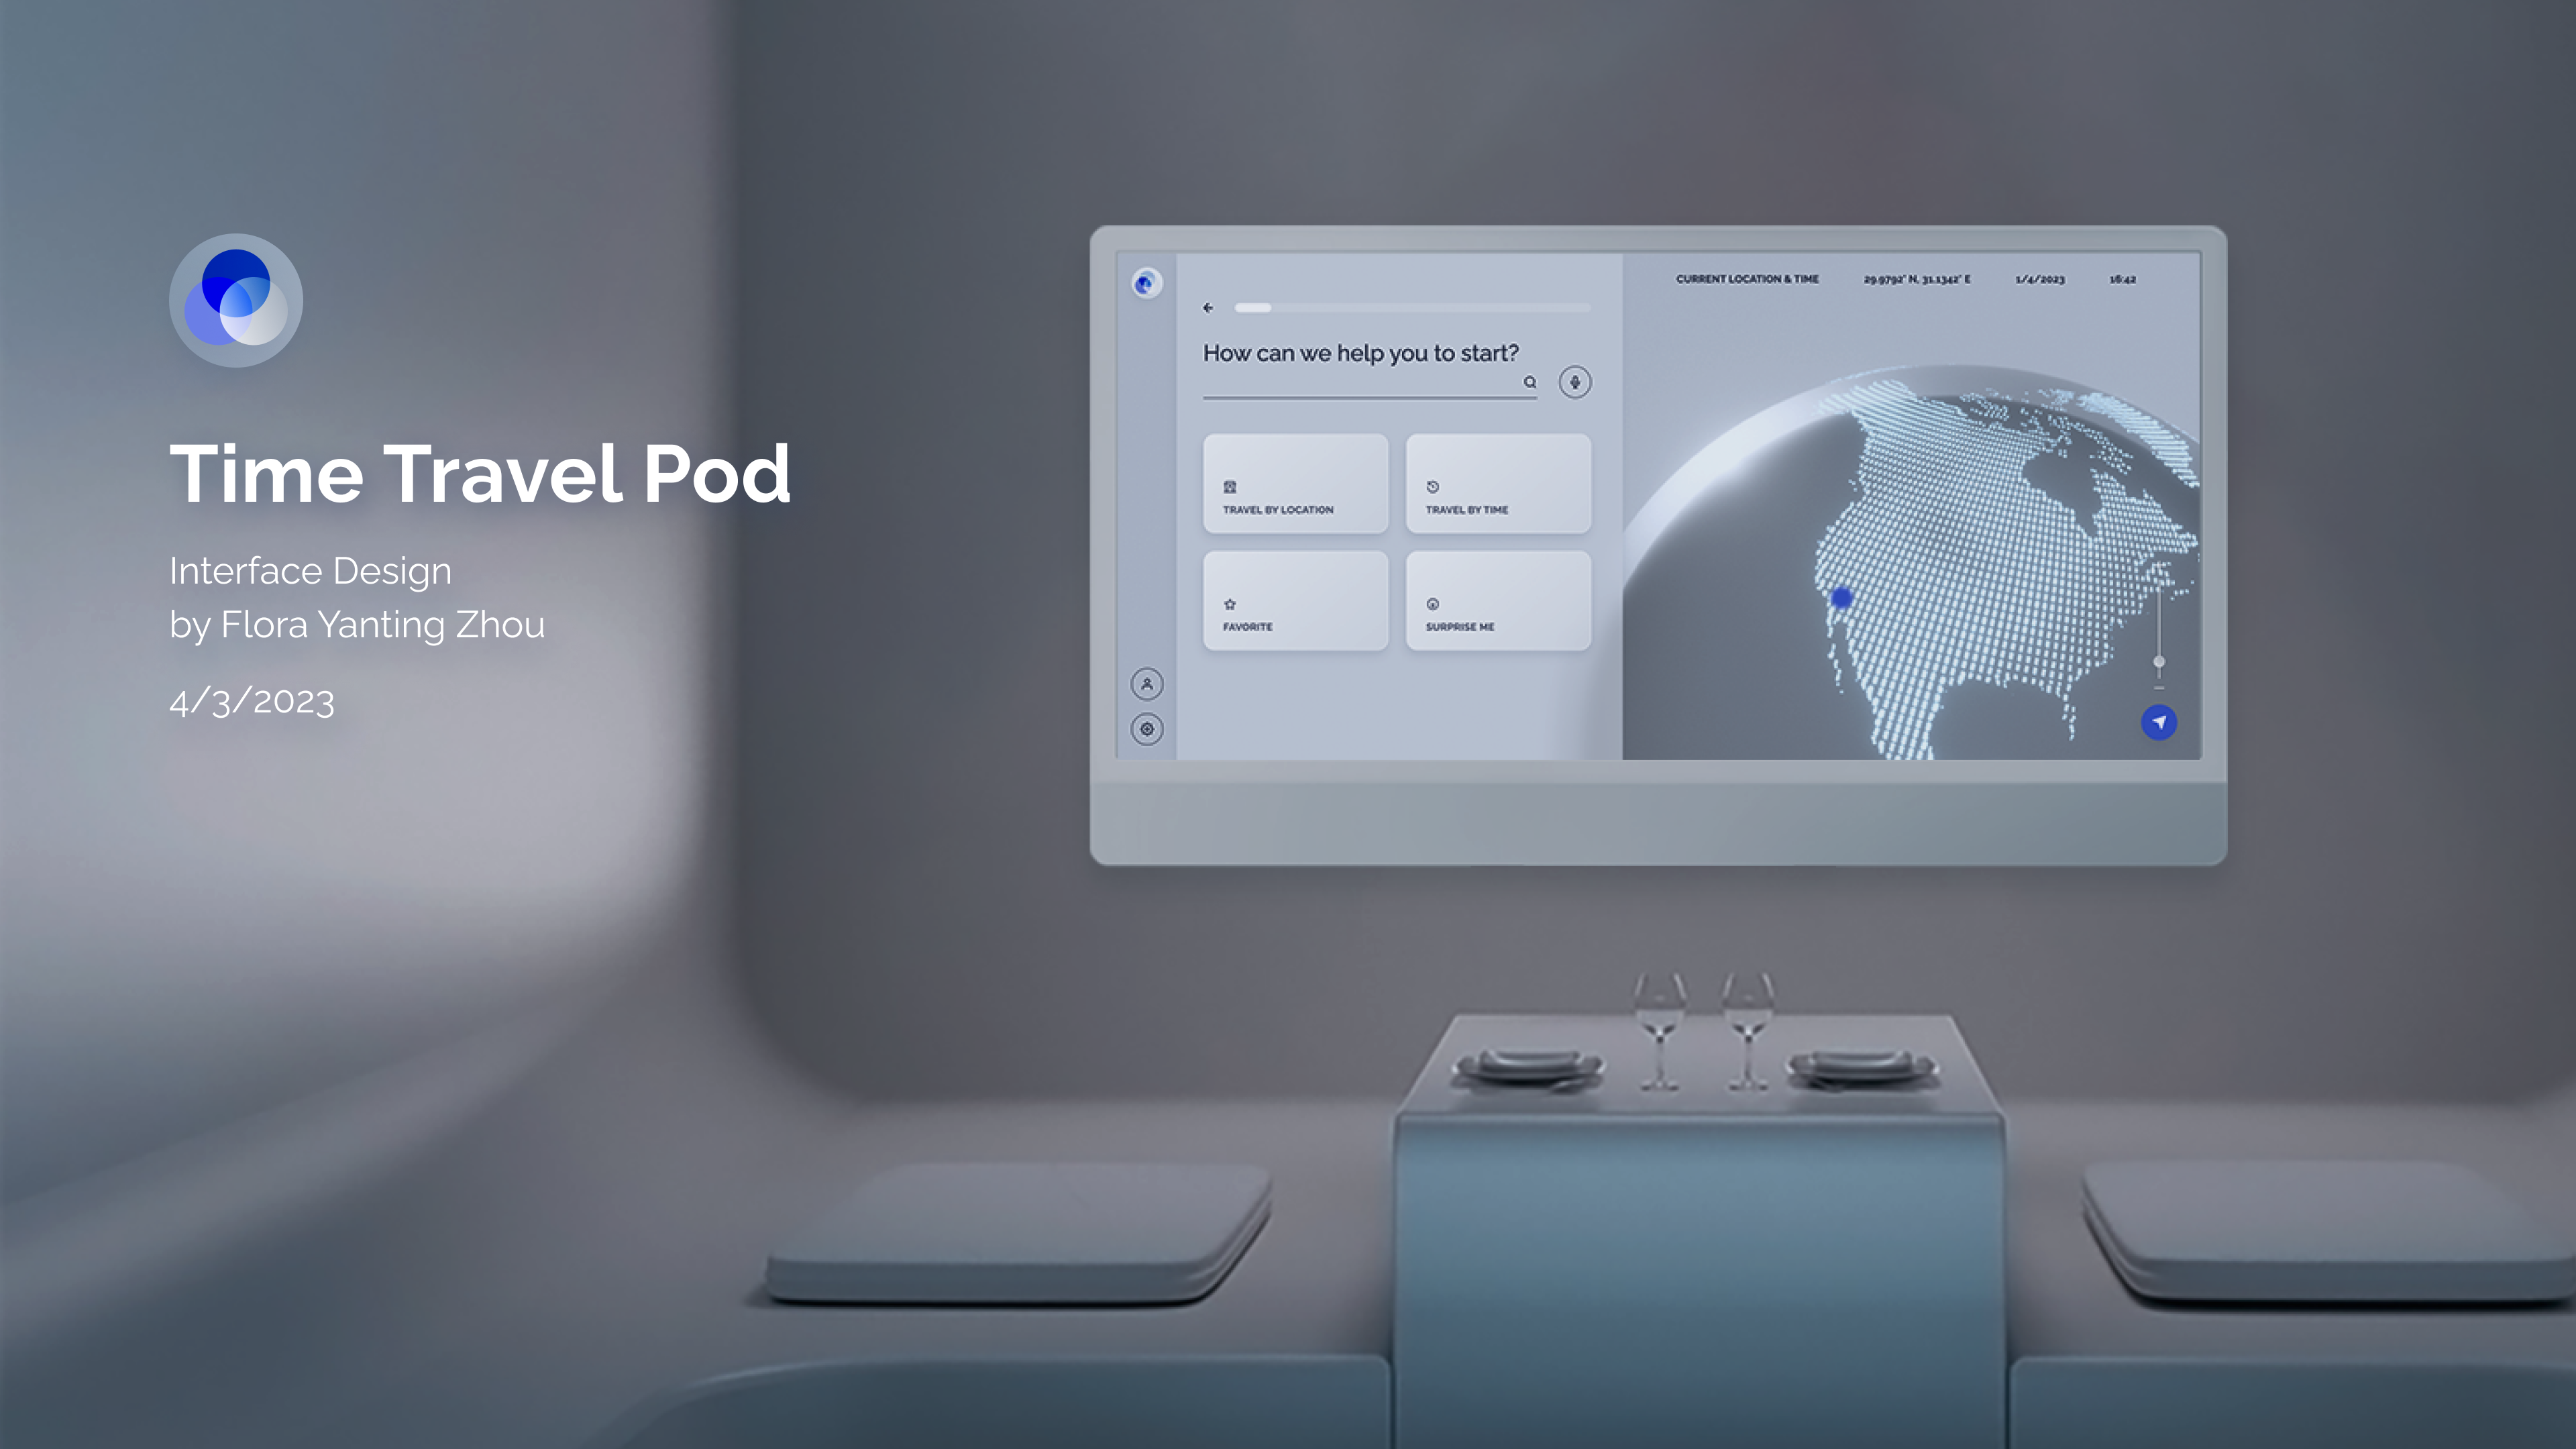 Time Travel Pod
Interface Design
by Flora Yanting Zhou
4/3/2023
CURRENT LOCATION & TIME 29.9792° N, 31.1342° E 1/4/2023 16:42
How can we help you to start?
TRAVEL BY LOCATION
TRAVEL BY TIME
FAVORITE
SURPRISE ME